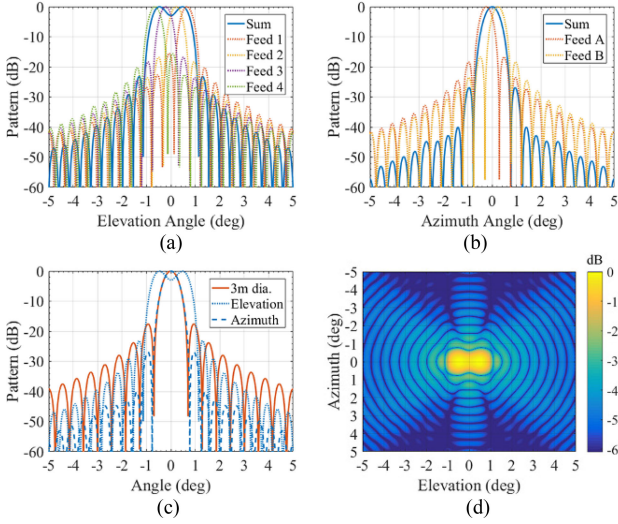 0
-10
-20
-30
-40
-50
-60
Pattern (dB)
Sum
Feed 1
Feed 2
Feed 3
Feed 4
-5 -4 -3 -2 -1 0 1 2 3 4 5
Elevation Angle (deg)
(a)
0
-10
-20
-30
-40
-50
-60
Pattern (dB)
Sum
Feed A
Feed B
-5 -4 -3 -2 -1 0 1 2 3 4 5
Azimuth Angle (deg)
(b)
0
-10
-20
-30
-40
-50
-60
Pattern (dB)
3m dia.
Elevation
Azimuth
-5 -4 -3 -2 -1 0 1 2 3 4 5
Angle (deg)
(c)
-5
-4
-3
-2
-1
0
1
2
3
4
5
Azimuth (deg)
-5 -4 -3 -2 -1 0 1 2 3 4 5
Elevation (deg)
dB
0
-1
-2
-3
-4
-5
-6
(d)